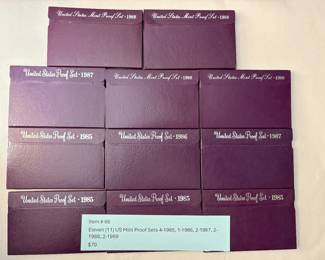 United States Mint Proof Set - 1989
United States Mint Proof Set - 1989
United States Proof Set - 1987
United States Mint Proof Set - 1988
United States Mint Proof Set - 1988
United States Proof Set - 1985
United States Proof Set - 1986
United States Proof Set - 1987
United States Proof Set - 1985
United States Proof Set - 1985
United States Proof Set - 1985
Item # 68
Eleven (11) US Mint Proof Sets 4-1985, 1-1986, 2-1987, 2-
1988, 2-1989
$70